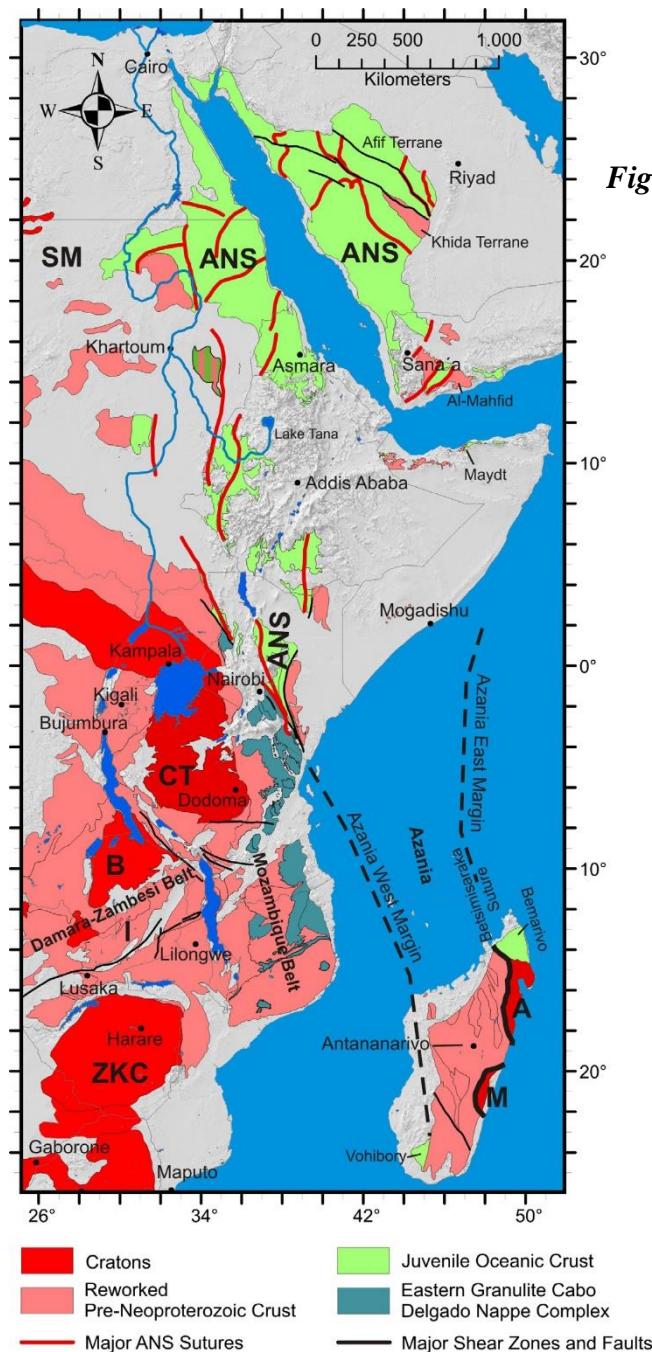 Cairo
N
W E
S
0 250 500 1.000
Kilometers
30°
Afif Terrane
Riyad
Fig
Khida Terrane
SM
ANS
ANS
20°
Khartoum
Asmara
Sana'a
Al-Mahfid
Lake Tana
Maydt
10°
Addis Ababa
Mogadishu
ANS
Kampala
0°
Nairobi
Kigali
Bujumbura
CT
Dodoma
Azania East Margin
Azania
Azania West Margin
Betsimisaraka
Suture
B
10°
Bemarivo
Damara-Zambesi Belt
Mozambique Belt
I
Lilongwe
Lusaka
A
Harare
Antananarivo
ZKC
20°
M
Gaborone
Vohibory
Maputo
26° 34° 42° 50°
Cratons
Juvenile Oceanic Crust
Reworked
Pre-Neoproterozoic Crust
Eastern Granulite Cabo
Delgado Nappe Complex
Major ANS Sutures
Major Shear Zones and Faults